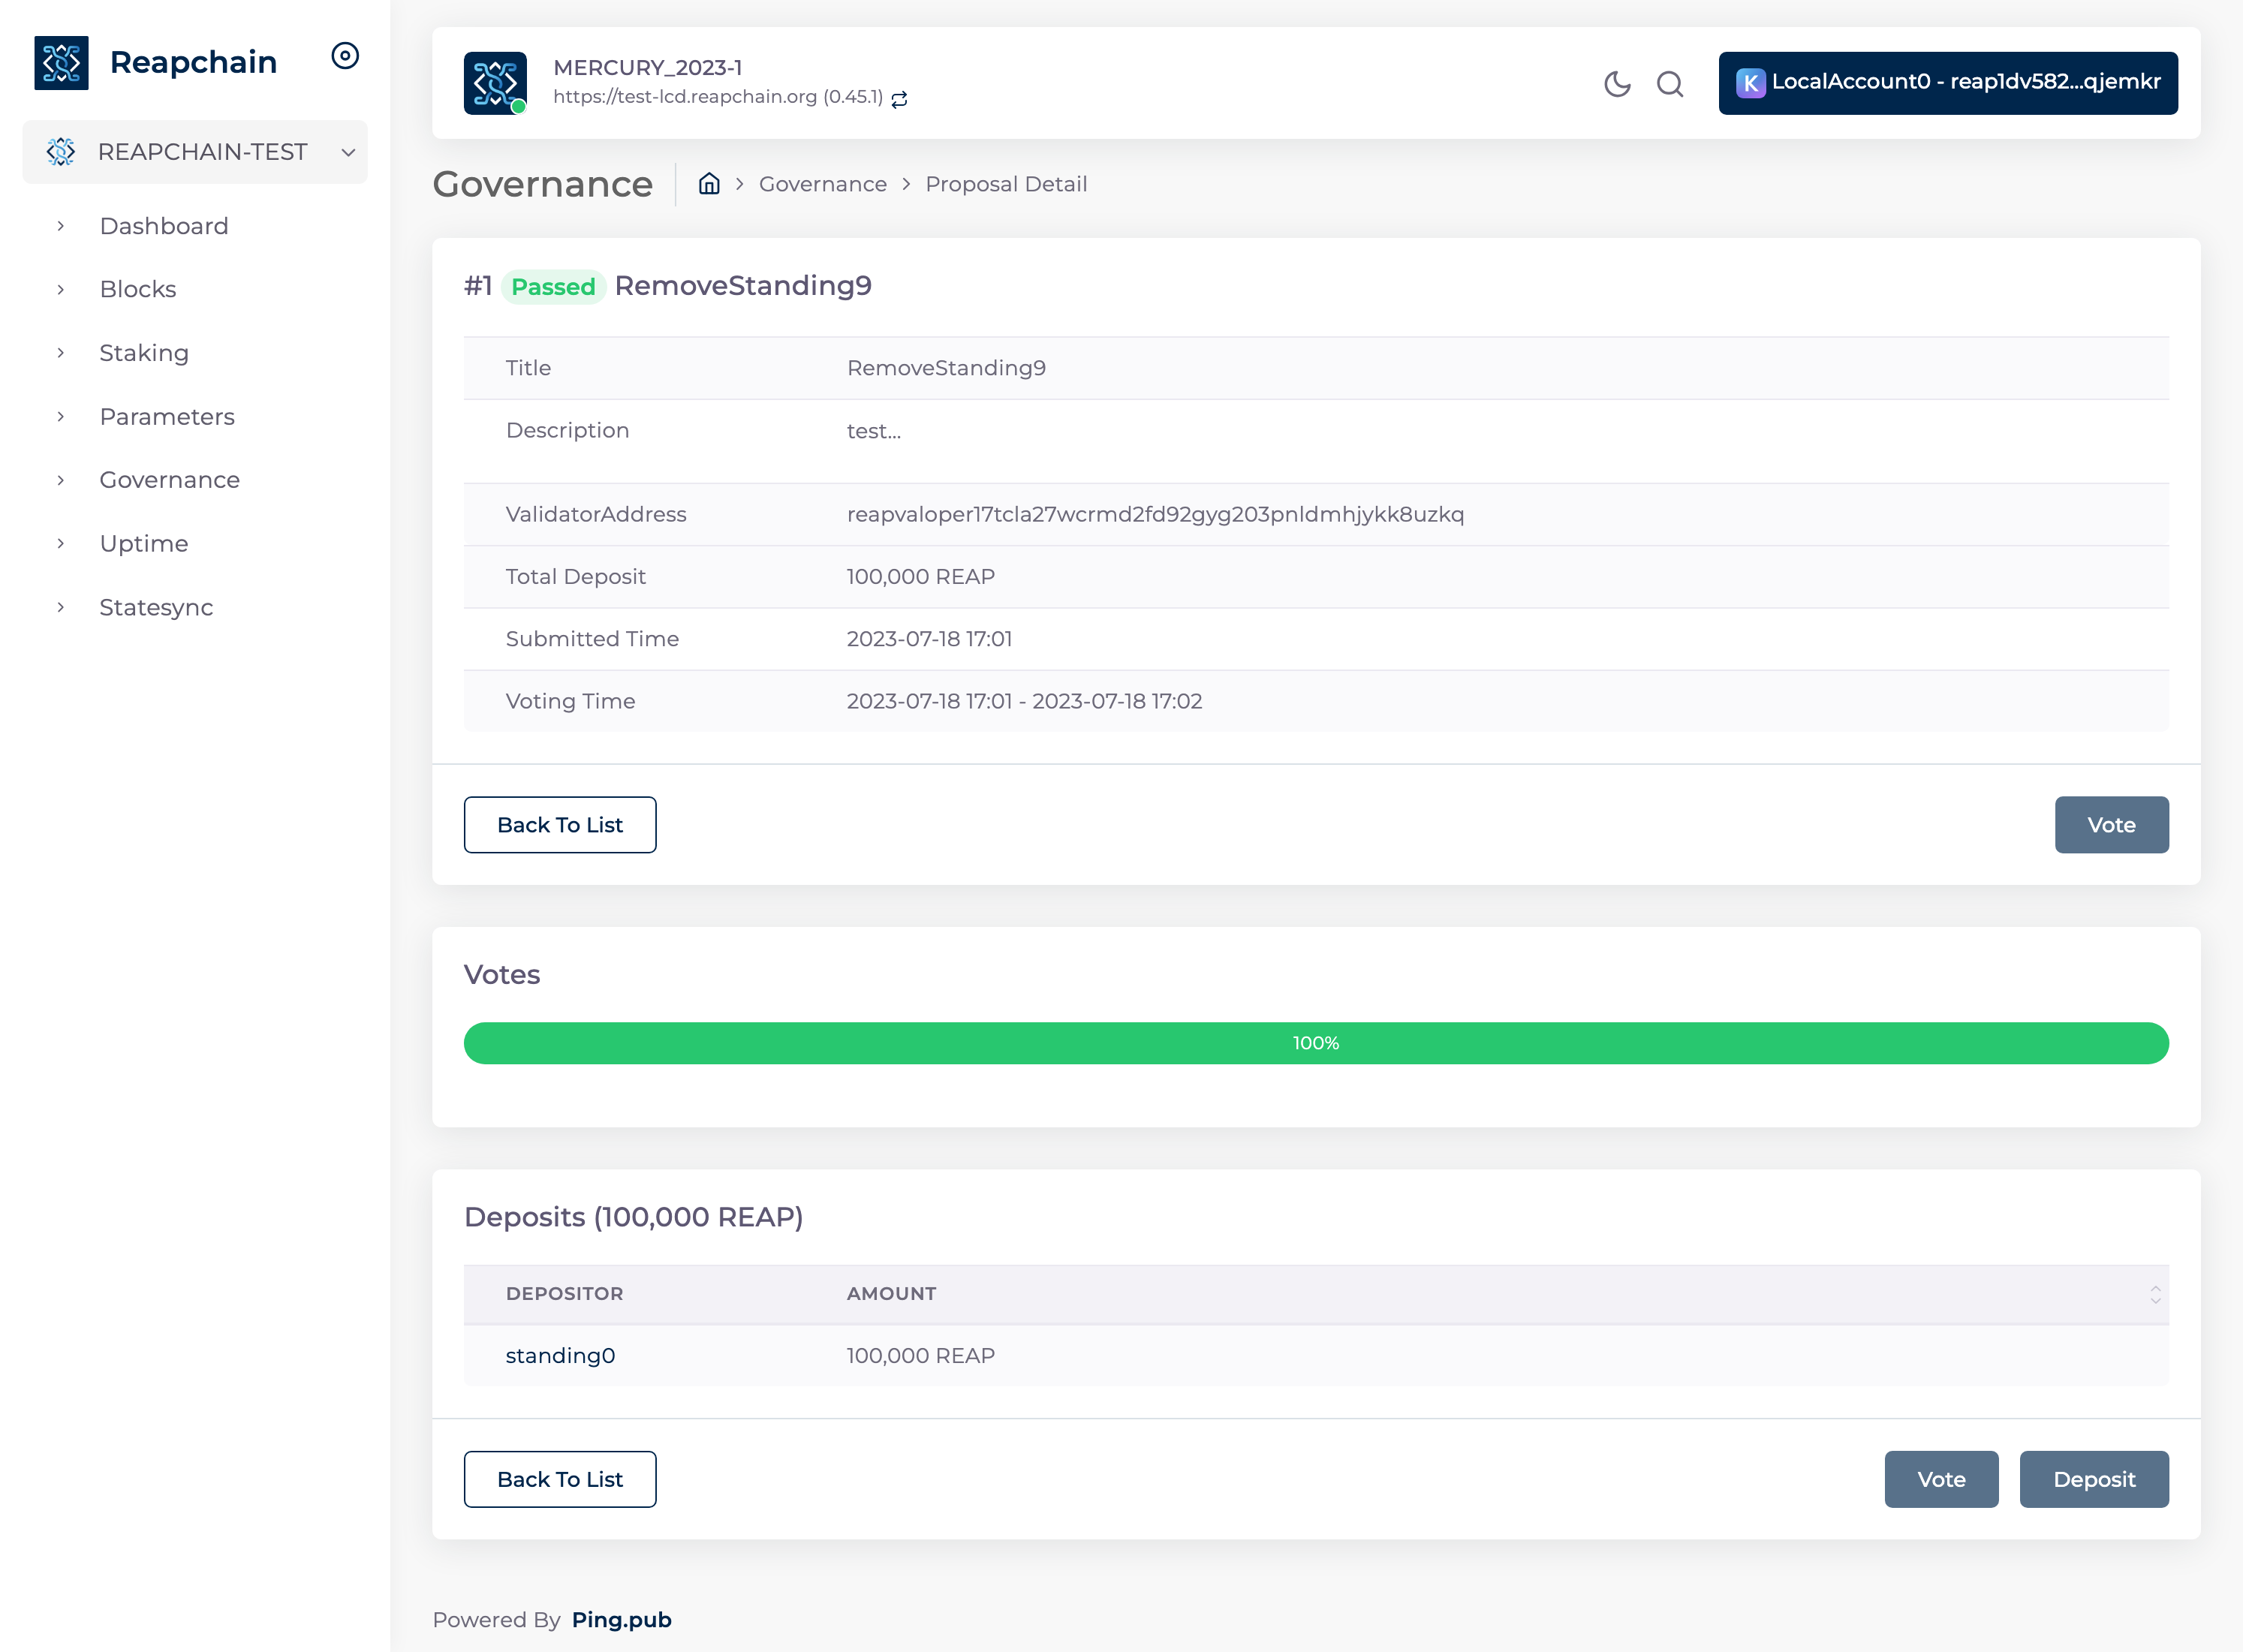 Reapchain
REAPCHAIN-TEST
Dashboard
Blocks
Staking
Parameters
Governance
Uptime
Statesync
MERCURY_2023-1
https://test-lcd.reapchain.org (0.45.1)
K LocalAccount0 - reap1dv582...qjemkr
Governance
Governance > Proposal Detail
#1 Passed RemoveStanding9
Title RemoveStanding9
Description test...
ValidatorAddress reapvaloper17tcla27wcrmd2fd92gyg203pnldmhjykk8uzkq
Total Deposit 100,000 REAP
Submitted Time 2023-07-18 17:01
Voting Time 2023-07-18 17:01 - 2023-07-18 17:02
Back To List Vote
Votes
100%
Deposits (100,000 REAP)
DEPOSITOR AMOUNT
standing0 100,000 REAP
Back To List Vote Deposit
Powered By Ping.pub